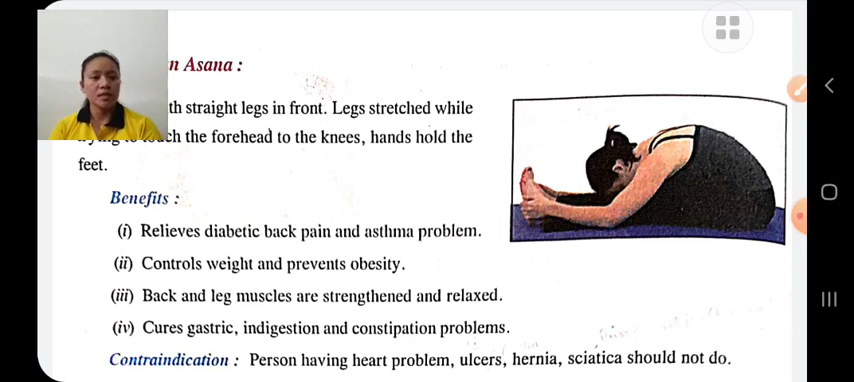 n Asana :
th straight legs in front. Legs stretched while
ch the forehead to the knees, hands hold the
feet.
Benefits :
(i) Relieves diabetic back pain and asthma problem.
(ii) Controls weight and prevents obesity.
(iii) Back and leg muscles are strengthened and relaxed.
(iv) Cures gastric, indigestion and constipation problems.
Contraindication : Person having heart problem, ulcers, hernia, sciatica should not do.